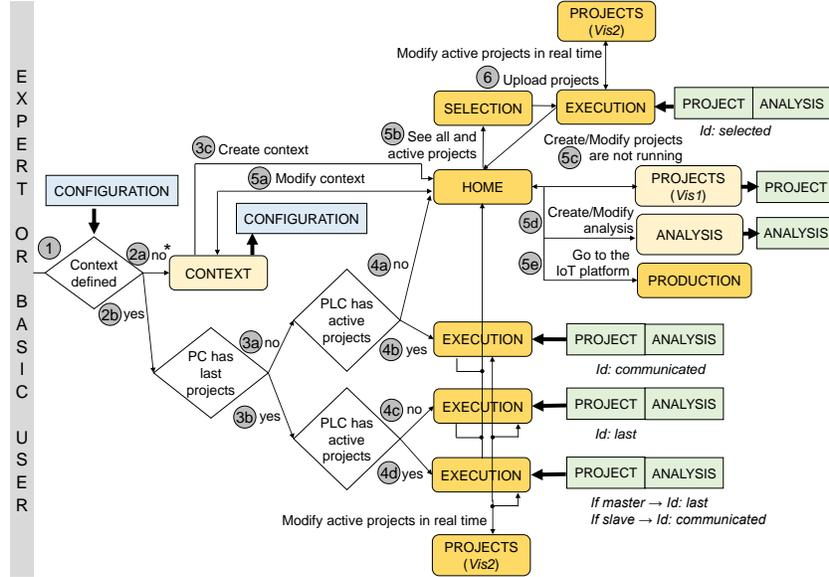 EXPERT OR BASIC USER
PROJECTS
(Vis2)
Modify active projects in real time
6 Upload projects
SELECTION
EXECUTION
PROJECT
ANALYSIS
Id: selected
5b See all and
active projects
Create/Modify projects
5c are not running
3c Create context
5a Modify context
HOME
PROJECTS
(Vis1)
PROJECT
CONFIGURATION
CONFIGURATION
5d Create/Modify
analysis
ANALYSIS
ANALYSIS
1
Context
defined
2a no*
CONTEXT
4a no
5e Go to the
IoT platform
PRODUCTION
2b yes
PLC has
active
projects
3a no
4b yes
EXECUTION
PROJECT
ANALYSIS
Id: communicated
PC has
last
projects
3b yes
PLC has
active
projects
4c no
EXECUTION
PROJECT
ANALYSIS
Id: last
4d yes
EXECUTION
PROJECT
ANALYSIS
If master → Id: last
If slave → Id: communicated
Modify active projects in real time
PROJECTS
(Vis2)